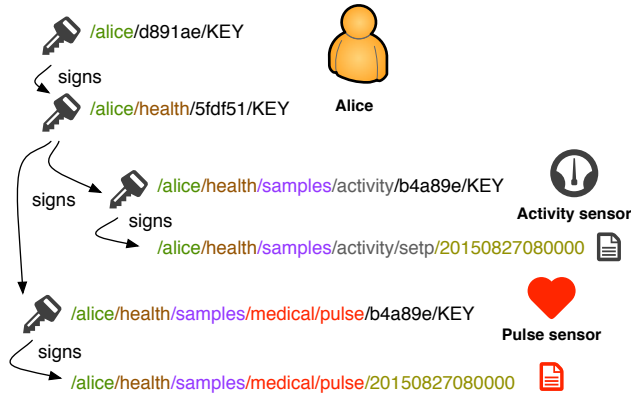 /alice/d891ae/KEY
signs
/alice/health/5fdf51/KEY
Alice
/alice/health/samples/activity/b4a89e/KEY
signs
signs
Activity sensor
/alice/health/samples/activity/setp/20150827080000
/alice/health/samples/medical/pulse/b4a89e/KEY
Pulse sensor
signs
/alice/health/samples/medical/pulse/20150827080000